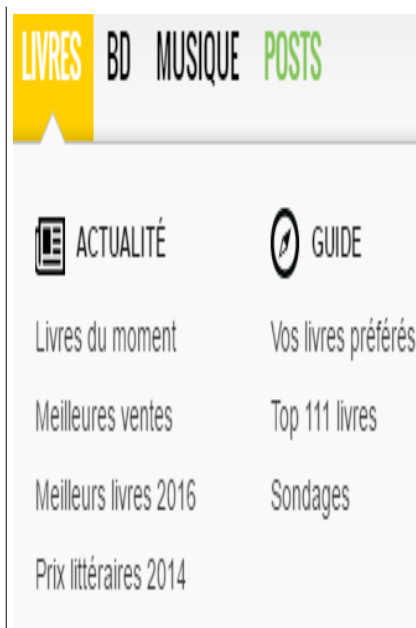 LIVRES BD MUSIQUE POSTS
ACTUALITÉ
Livres du moment
Meilleures ventes
Meilleurs livres 2016
Prix littéraires 2014
GUIDE
Vos livres préférés
Top 111 livres
Sondages